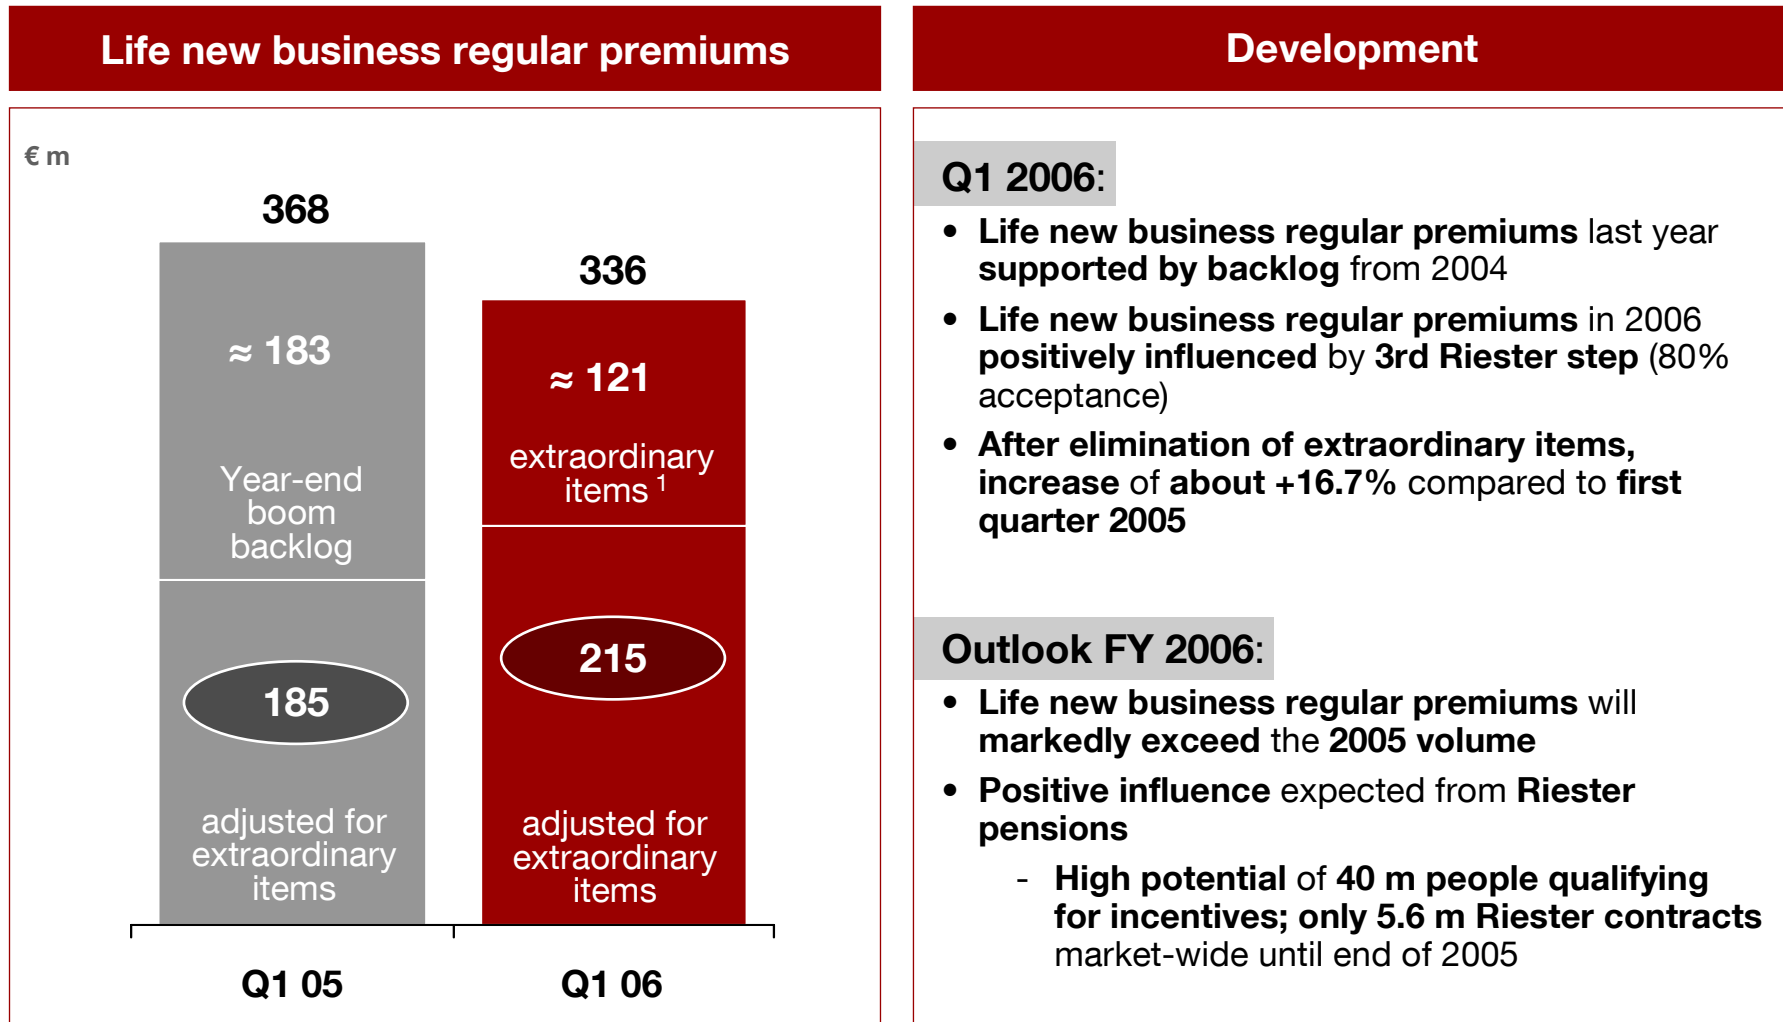 Life new business regular premiums
€ m
368
≈ 183
Year-end
boom
backlog
185
adjusted for
extraordinary
items
336
≈ 121
extraordinary
items 1
215
adjusted for
extraordinary
items
Q1 05
Q1 06
Development
Q1 2006:
• Life new business regular premiums last year
supported by backlog from 2004
• Life new business regular premiums in 2006
positively influenced by 3rd Riester step (80%
acceptance)
• After elimination of extraordinary items,
increase of about +16.7% compared to first
quarter 2005
Outlook FY 2006:
• Life new business regular premiums will
markedly exceed the 2005 volume
• Positive influence expected from Riester
pensions
- High potential of 40 m people qualifying
for incentives; only 5.6 m Riester contracts
market-wide until end of 2005